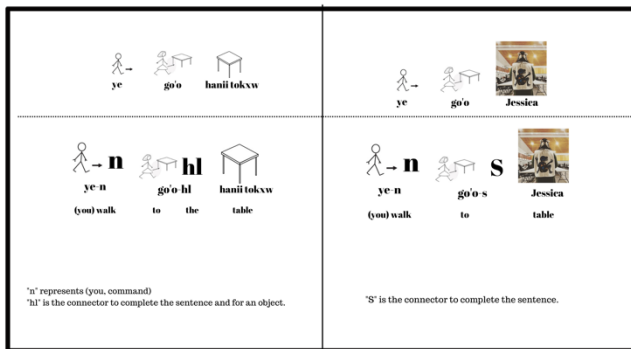 ye go'o hanii tokxw
n hl
ye-n go'o-hl hanii tokxw
(you) walk to the table
"n" represents (you, command)
"hl" is the connector to complete the sentence and for an object.
ye go'o Jessica
n s
ye-n go'o-s Jessica
(you) walk to table
"S" is the connector to complete the sentence.